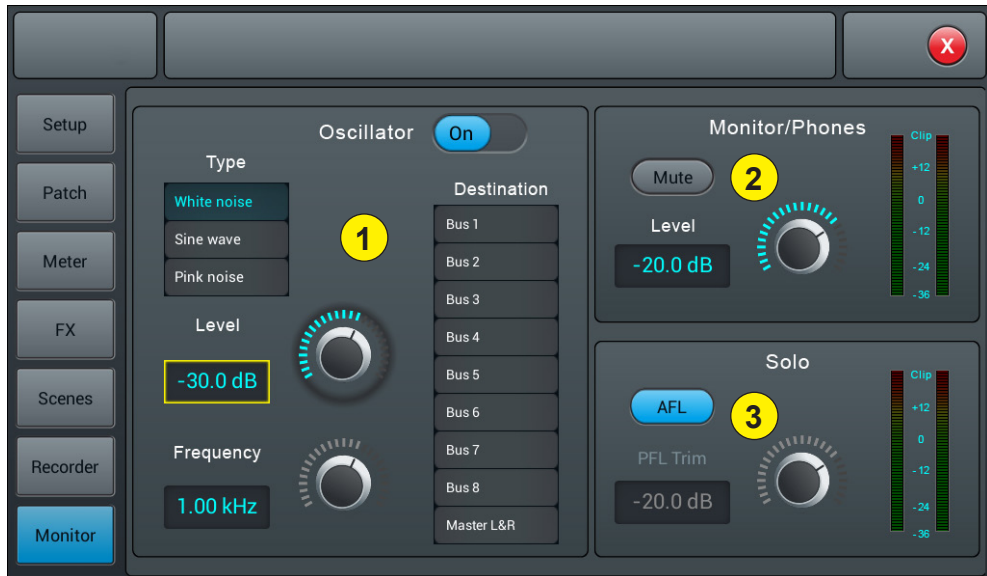 X
Setup
Patch
Meter
FX
Scenes
Recorder
Monitor
Oscillator
On
Type
White noise
Sine wave
Pink noise
Level
-30.0 dB
Frequency
1.00 kHz
1
Destination
Bus 1
Bus 2
Bus 3
Bus 4
Bus 5
Bus 6
Bus 7
Bus 8
Master L&R
Monitor/Phones
Mute
2
Level
-20.0 dB
Clip
+12
0
-12
-24
-36
Solo
AFL
3
PFL Trim
-20.0 dB
Clip
+12
0
-12
-24
-36